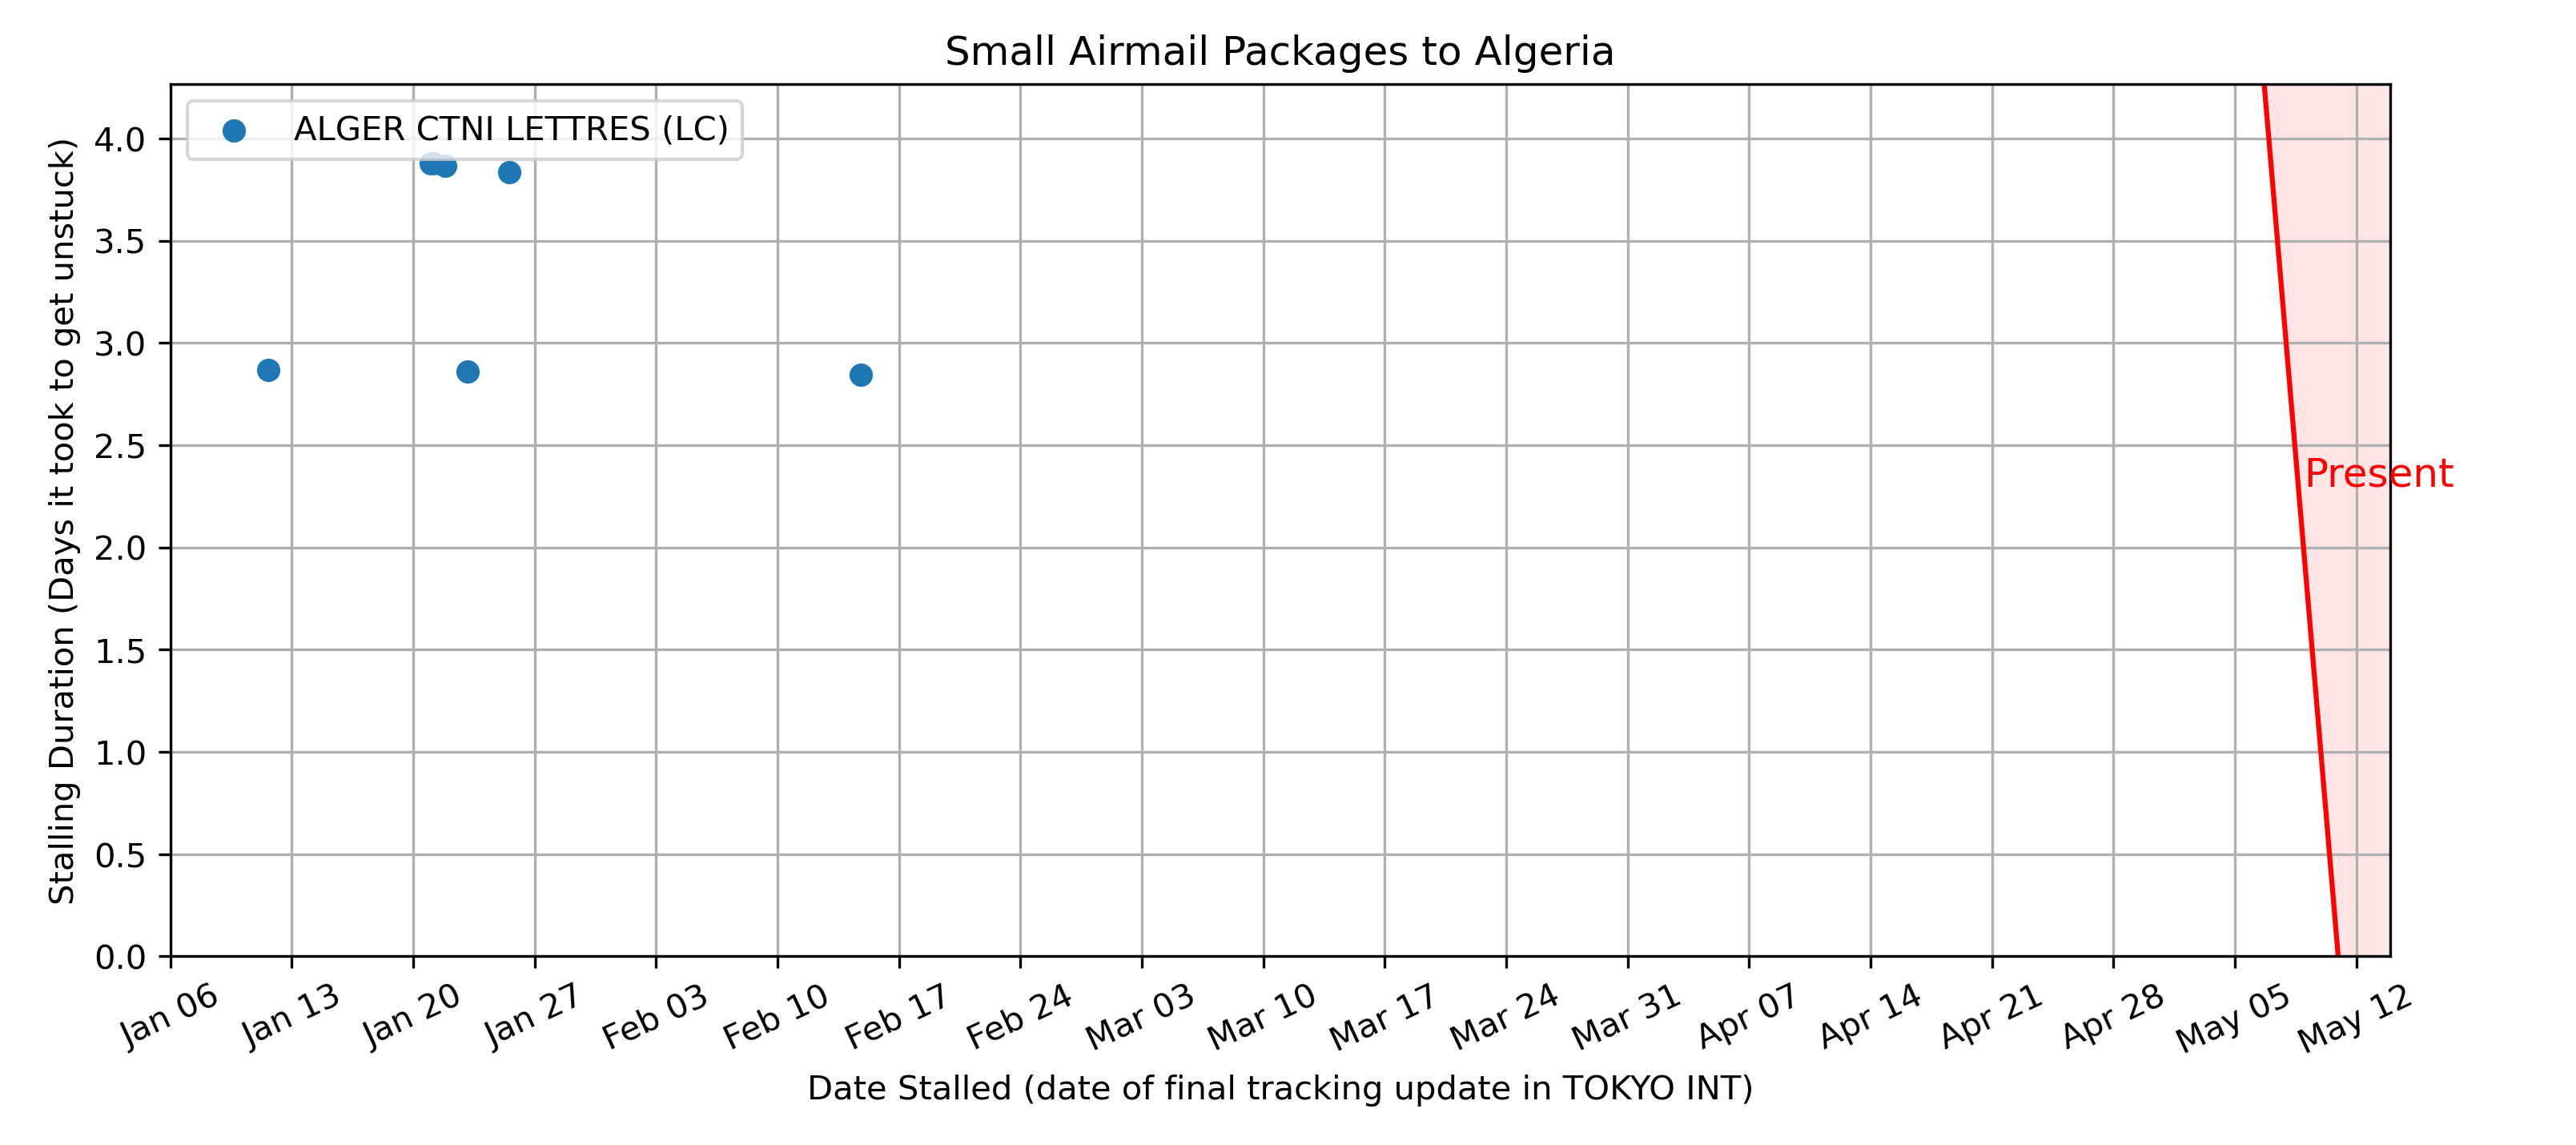 Small Airmail Packages to Algeria
ALGER CTNI LETTRES (LC)
Stalling Duration (Days it took to get unstuck)
4.0
3.5
3.0
2.5
2.0
1.5
1.0
0.5
0.0
Present
Jan 06 Jan 13 Jan 20 Jan 27 Feb 03 Feb 10 Feb 17 Feb 24 Mar 03 Mar 10 Mar 17 Mar 24 Mar 31 Apr 07 Apr 14 Apr 21 Apr 28 May 05 May 12
Date Stalled (date of final tracking update in TOKYO INT)